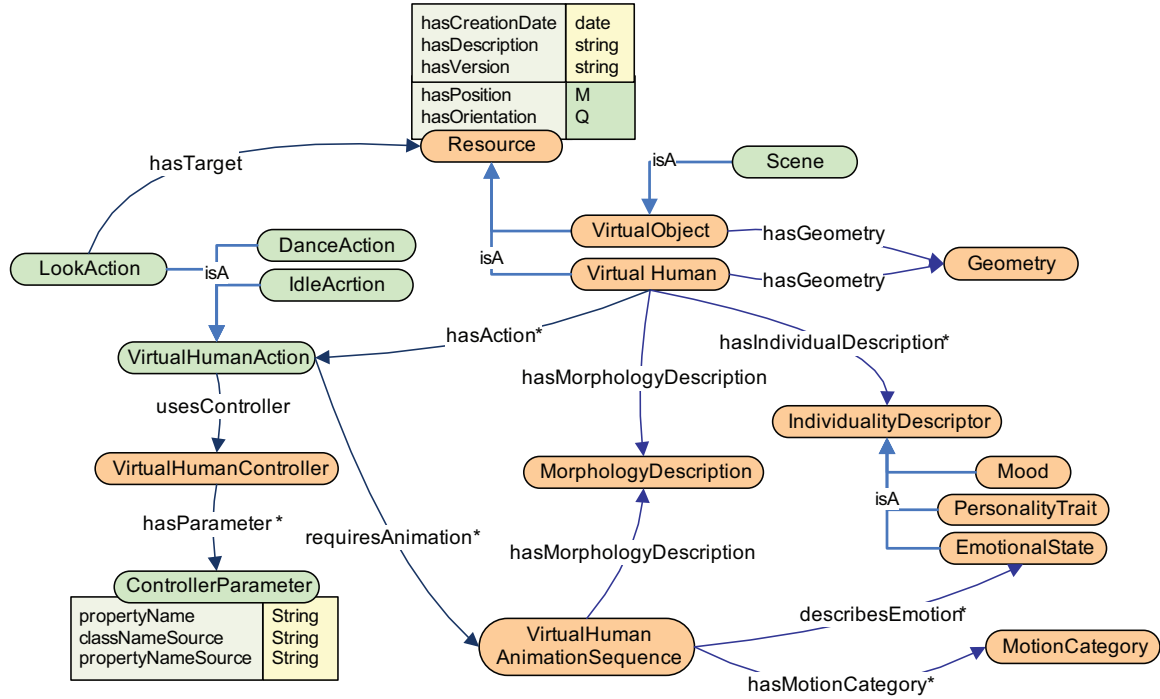 hasCreationDate date
hasDescription string
hasVersion string
hasPosition M
hasOrientation Q
Resource
hasTarget
isA
Scene
VirtualObject
hasGeometry
DanceAction
LookAction
isA
isA
Virtual Human
hasGeometry
Geometry
IdleAcrtion
hasAction*
hasIndividualDescription*
VirtualHumanAction
hasMorphologyDescription
usesController
IndividualityDescriptor
VirtualHumanController
MorphologyDescription
Mood
isA
PersonalityTrait
hasParameter *
requiresAnimation*
EmotionalState
hasMorphologyDescription
ControllerParameter
propertyName String
classNameSource String
propertyNameSource String
describesEmotion*
VirtualHuman
AnimationSequence
MotionCategory
hasMotionCategory*